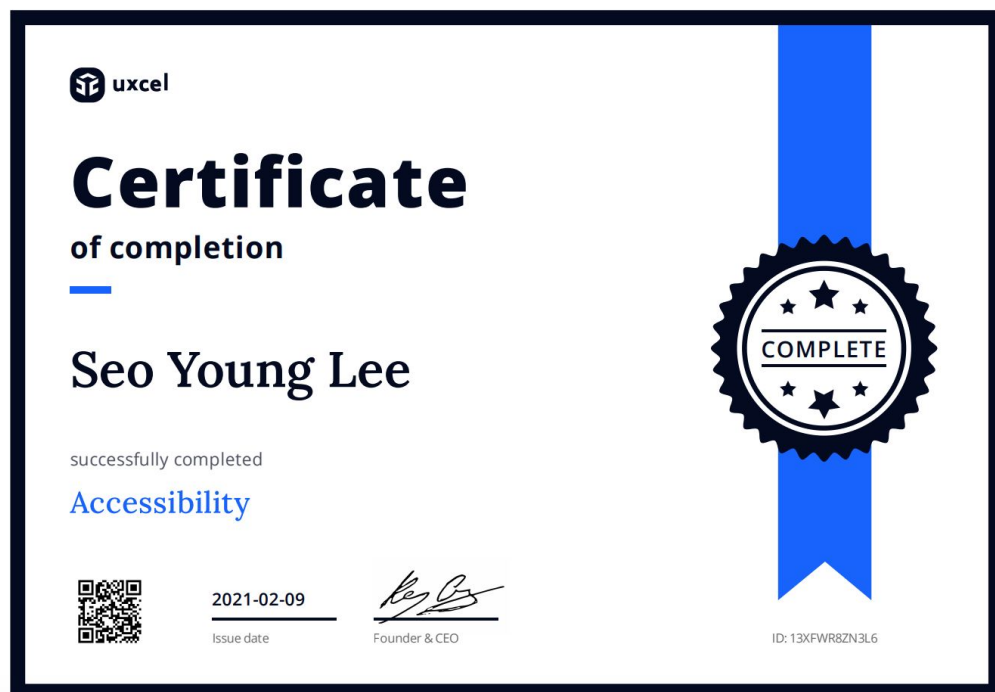 uxcel
Certificate
of completion
Seo Young Lee
successfully completed
Accessibility
COMPLETE
2021-02-09
Issue date
Founder & CEO
ID: 13XFWR8ZN3L6